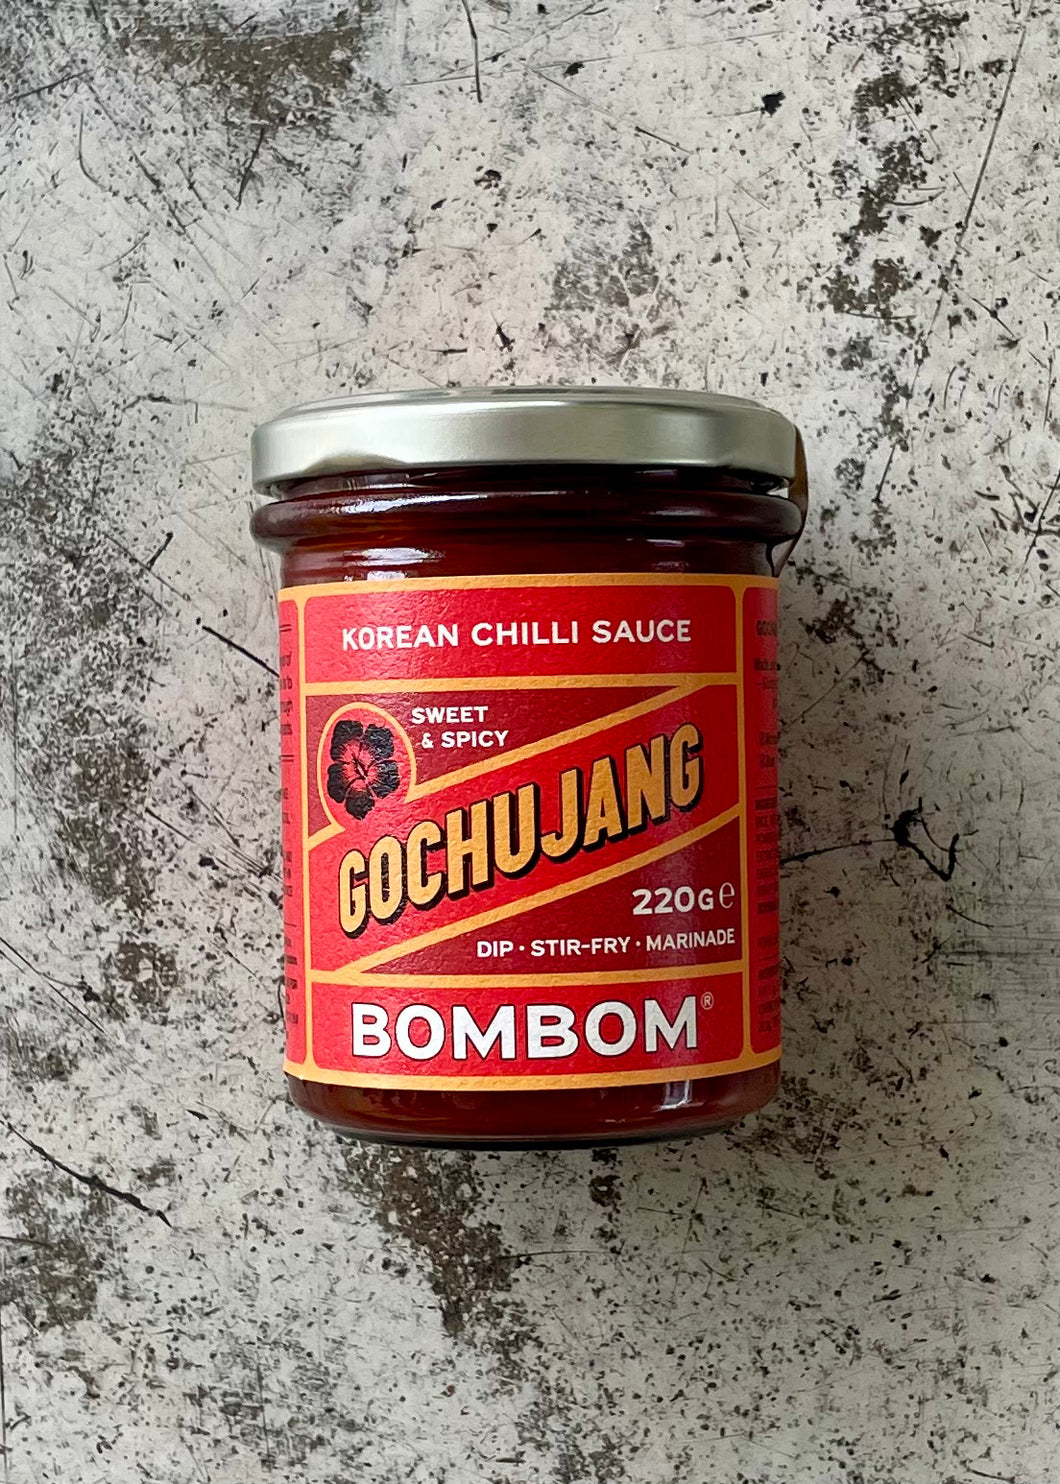 KOREAN CHILLI SAUCE
SWEET
& SPICY
GOCHUJANG
220G℮
DIP · STIR-FRY · MARINADE
BOMBOM®